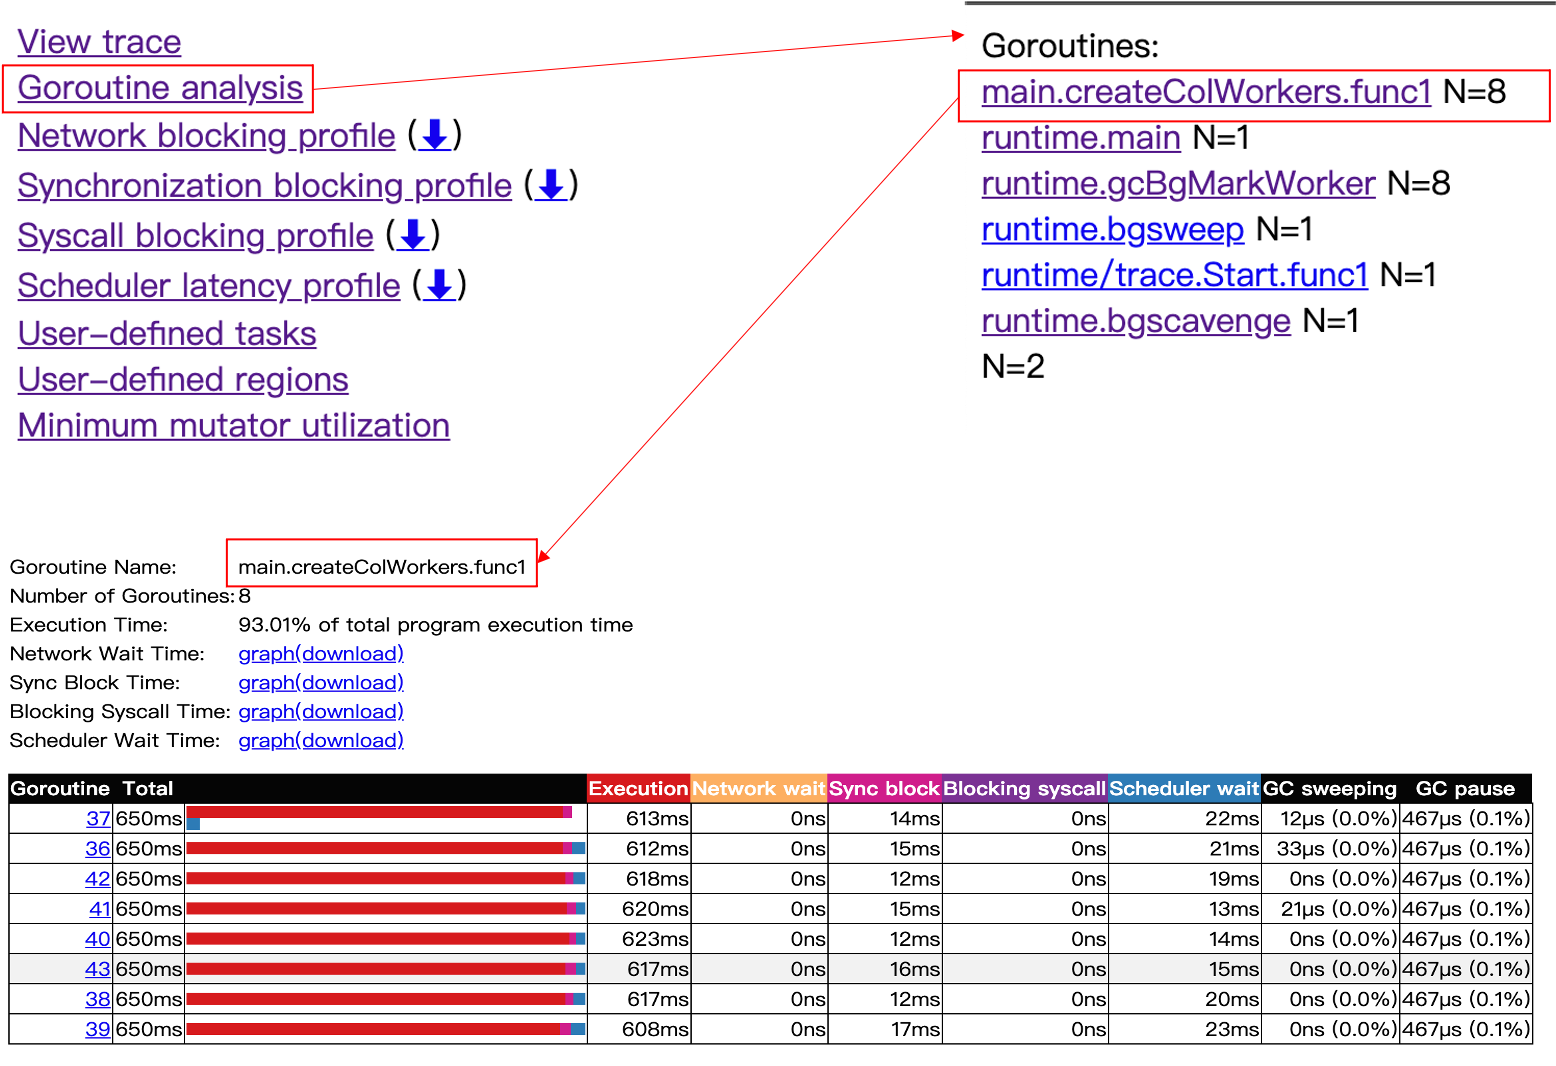 View trace
Goroutine analysis
Network blocking profile (⬇)
Synchronization blocking profile (⬇)
Syscall blocking profile (⬇)
Scheduler latency profile (⬇)
User-defined tasks
User-defined regions
Minimum mutator utilization
Goroutines:
main.createColWorkers.func1 N=8
runtime.main N=1
runtime.gcBgMarkWorker N=8
runtime.bgsweep N=1
runtime/trace.Start.func1 N=1
runtime.bgscavenge N=1
N=2
Goroutine Name: main.createColWorkers.func1
Number of Goroutines: 8
Execution Time: 93.01% of total program execution time
Network Wait Time: graph(download)
Sync Block Time: graph(download)
Blocking Syscall Time: graph(download)
Scheduler Wait Time: graph(download)
Goroutine Total Execution Network wait Sync block Blocking syscall Scheduler wait GC sweeping GC pause
37 650ms 613ms 0ns 14ms 0ns 22ms 12µs (0.0%) 467µs (0.1%)
36 650ms 612ms 0ns 15ms 0ns 21ms 33µs (0.0%) 467µs (0.1%)
42 650ms 618ms 0ns 12ms 0ns 19ms 0ns (0.0%) 467µs (0.1%)
41 650ms 620ms 0ns 15ms 0ns 13ms 21µs (0.0%) 467µs (0.1%)
40 650ms 623ms 0ns 12ms 0ns 14ms 0ns (0.0%) 467µs (0.1%)
43 650ms 617ms 0ns 16ms 0ns 15ms 0ns (0.0%) 467µs (0.1%)
38 650ms 617ms 0ns 12ms 0ns 20ms 0ns (0.0%) 467µs (0.1%)
39 650ms 608ms 0ns 17ms 0ns 23ms 0ns (0.0%) 467µs (0.1%)